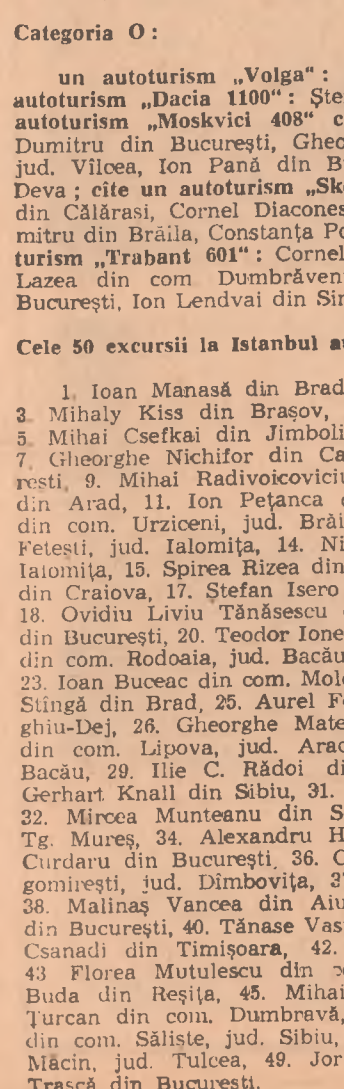 Categoria O :
un autoturism „Volga“ :
autoturism „Dacia 1100“ : Ște
autoturism „Moskvici 408“ c
Dumitru din București, Gheo
jud. Vîlcea, Ion Pană din B
Deva ; cîte un autoturism „Sk
din Călărasi, Cornel Diacones
mitru din Brăila, Constanța Po
turism „Trabant 601“ : Cornel
Lazea din com Dumbrăven
București, Ion Lendvai din Sir
Cele 50 excursii la Istanbul a
1. Ioan Manasă din Brad
3 Mihaly Kiss din Brașov,
5 Mihai Csefkai din Jimboli
7 Gheorghe Nichifor din Ca
rești, 9. Mihai Radivoicoviciu
din Arad, 11. Ion Pețanca
din com. Urziceni, jud. Brăi
Fetești, jud. Ialomița, 14. Ni
Ialomița, 15. Spirea Rizea din
din Craiova, 17. Ștefan Isero
18. Ovidiu Liviu Tănăsescu
din București, 20. Teodor Ione
din com. Rodoaia, jud. Bacău
23. Ioan Buceac din com. Mol
Stîngă din Brad, 25. Aurel F
ghiu-Dej, 26. Gheorghe Mate
din com. Lipova, jud. Arad
Bacău, 29. Ilie C. Rădoi di
Gerhart Knall din Sibiu, 31.
32. Mircea Munteanu din S
Tg. Mureș, 34. Alexandru H
Curdaru din București, 36. C
gomirești, jud. Dîmbovița, 37
38. Malinaș Vancea din Aiu
din București, 40. Tănase Vas
Csanadi din Timișoara, 42.
43 Florea Mutulescu din
Buda din Reșița, 45. Mihai
Țurcan din com. Dumbravă,
din com. Săliște, jud. Sibiu,
Măcin, jud. Tulcea, 49. Jor
Trașcă din București.